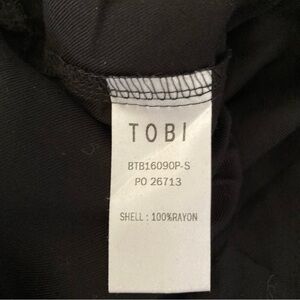 TOBI
BTB16090P-S
PO 26713
SHELL : 100%RAYON